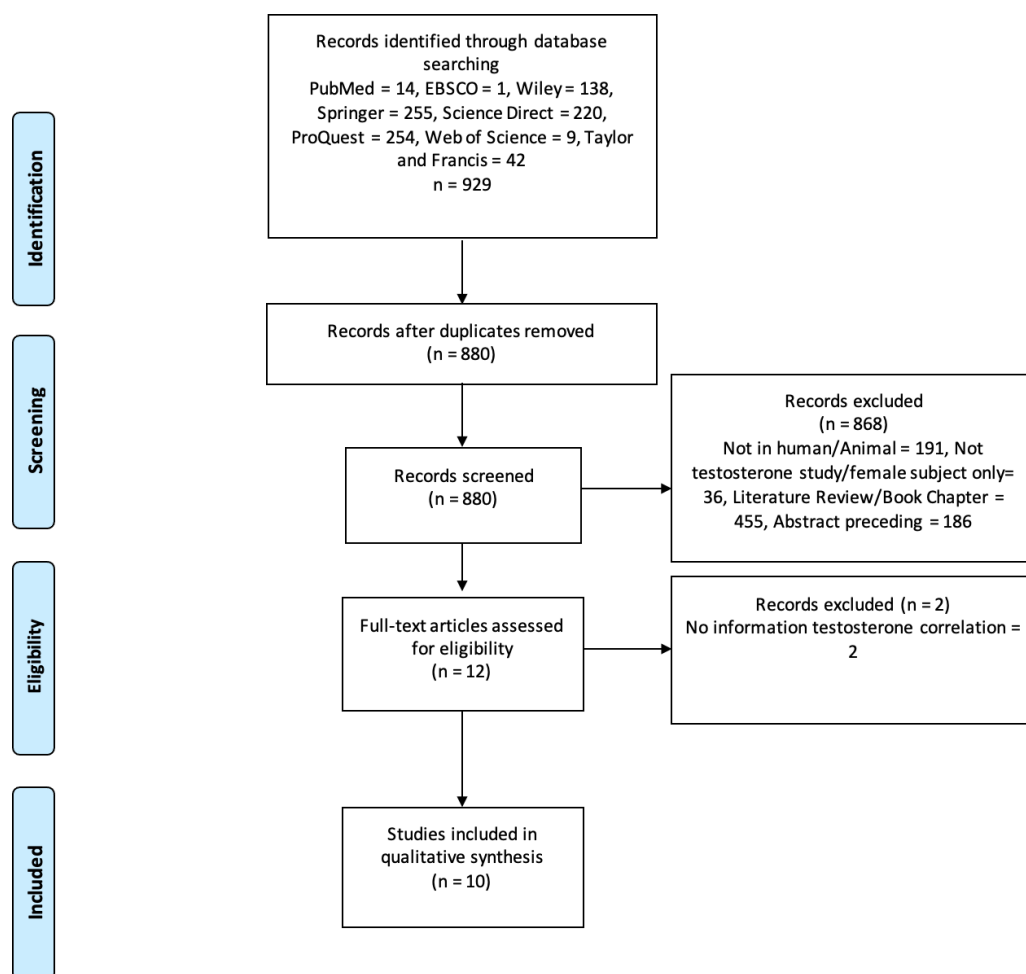 Records identified through database
searching
PubMed = 14, EBSCO = 1, Wiley = 138,
Springer = 255, Science Direct = 220,
ProQuest = 254, Web of Science = 9, Taylor
and Francis = 42
n = 929
Identification
Records after duplicates removed
(n = 880)
Screening
Records screened
(n = 880)
Records excluded
(n = 868)
Not in human/Animal = 191, Not
testosterone study/female subject only=
36, Literature Review/Book Chapter =
455, Abstract preceding = 186
Eligibility
Full-text articles assessed
for eligibility
(n = 12)
Records excluded (n = 2)
No information testosterone correlation =
2
Included
Studies included in
qualitative synthesis
(n = 10)